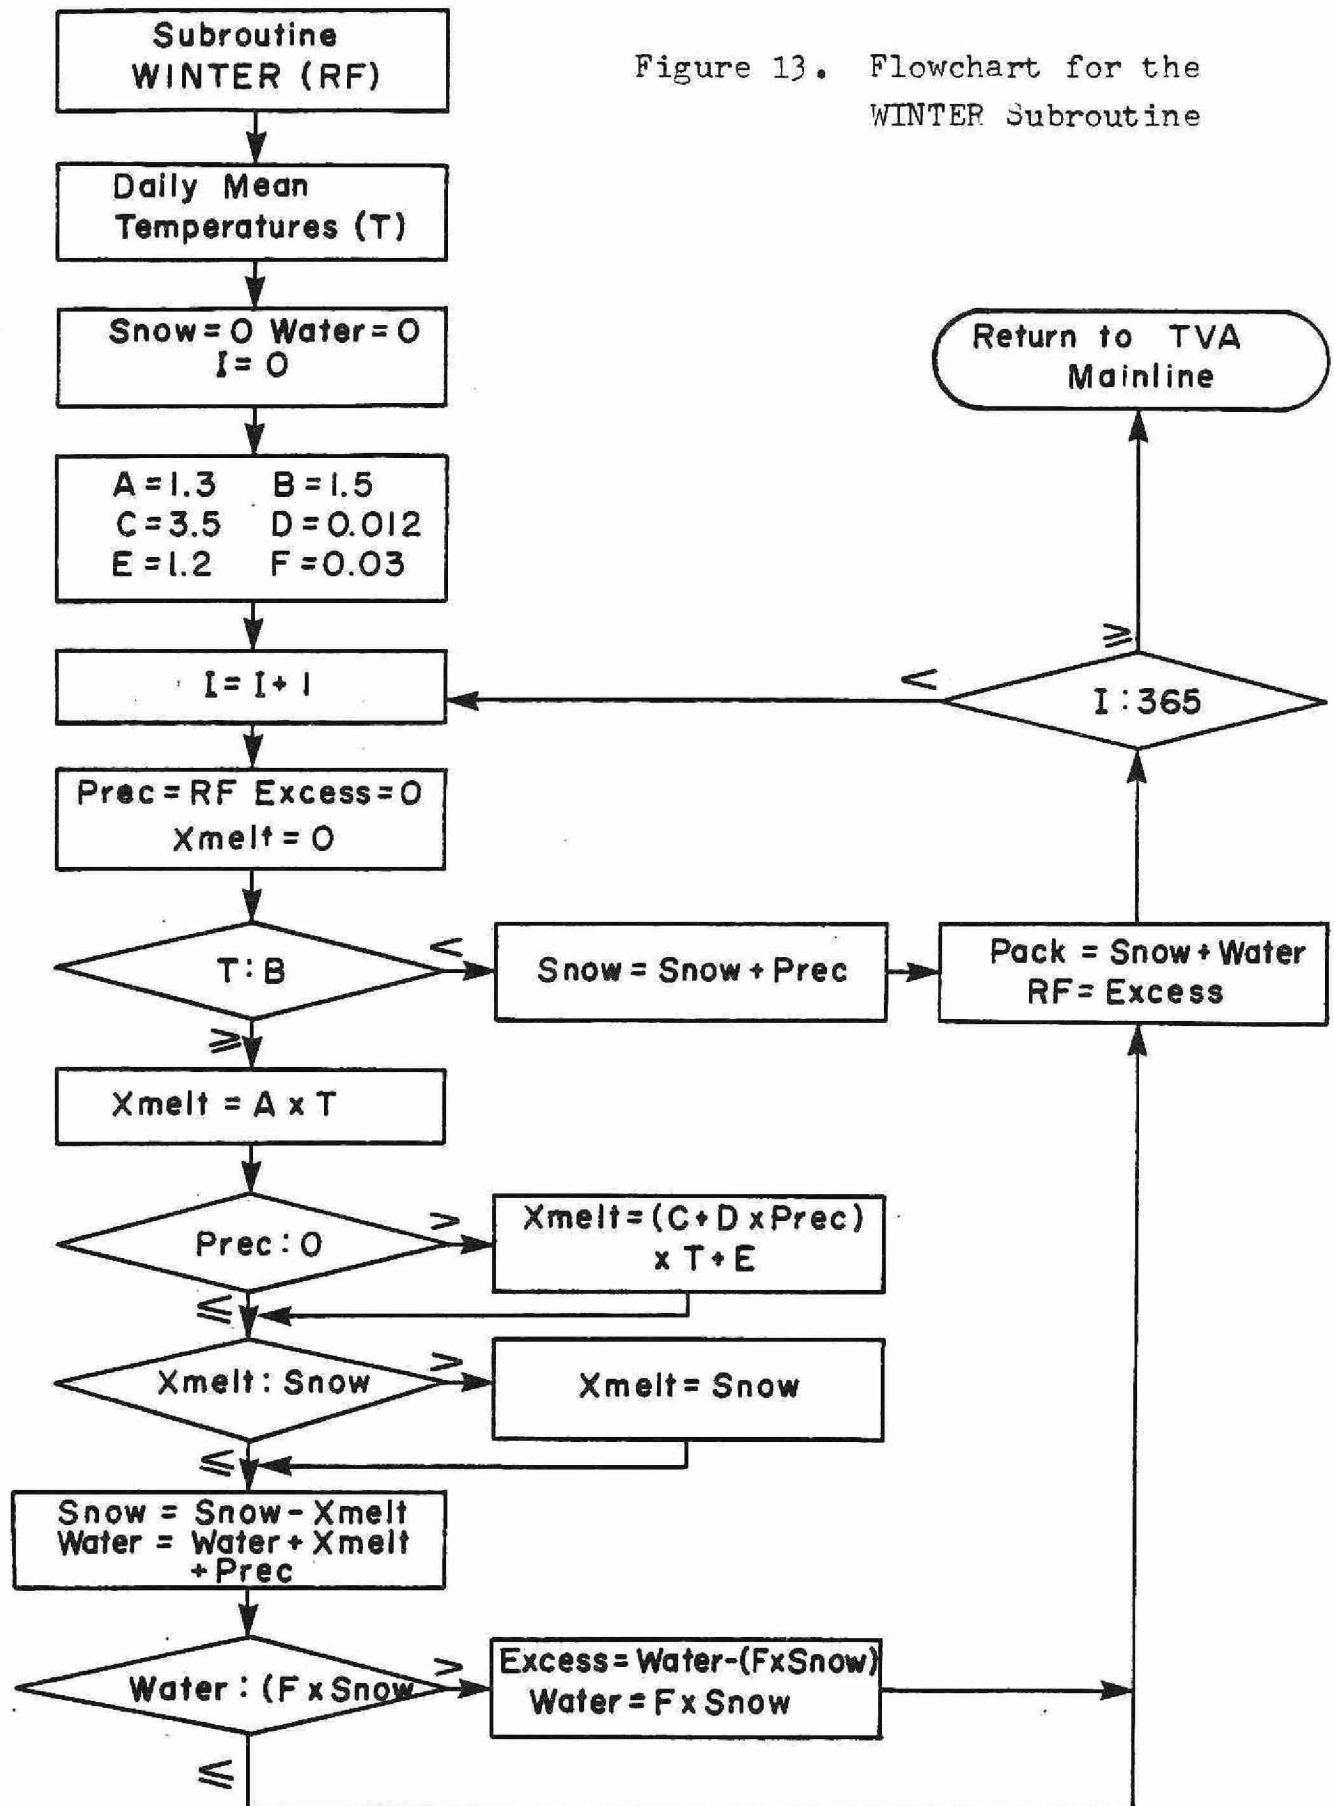 Subroutine
WINTER (RF)
Figure 13. Flowchart for the
WINTER Subroutine
Daily Mean
Temperatures (T)
Snow = 0 Water = 0
I = 0
Return to TVA
Mainline
A = 1.3 B = 1.5
C = 3.5 D = 0.012
E = 1.2 F = 0.03
I = I + 1
<
≥
I : 365
Prec = RF Excess = 0
Xmelt = 0
T : B
<
≥
Snow = Snow + Prec
Pack = Snow + Water
RF = Excess
Xmelt = A x T
Prec : 0
>
≤
Xmelt = (C + D x Prec)
x T + E
Xmelt : Snow
>
≤
Xmelt = Snow
Snow = Snow - Xmelt
Water = Water + Xmelt
+ Prec
Water : (F x Snow
>
≤
Excess = Water - (F x Snow)
Water = F x Snow